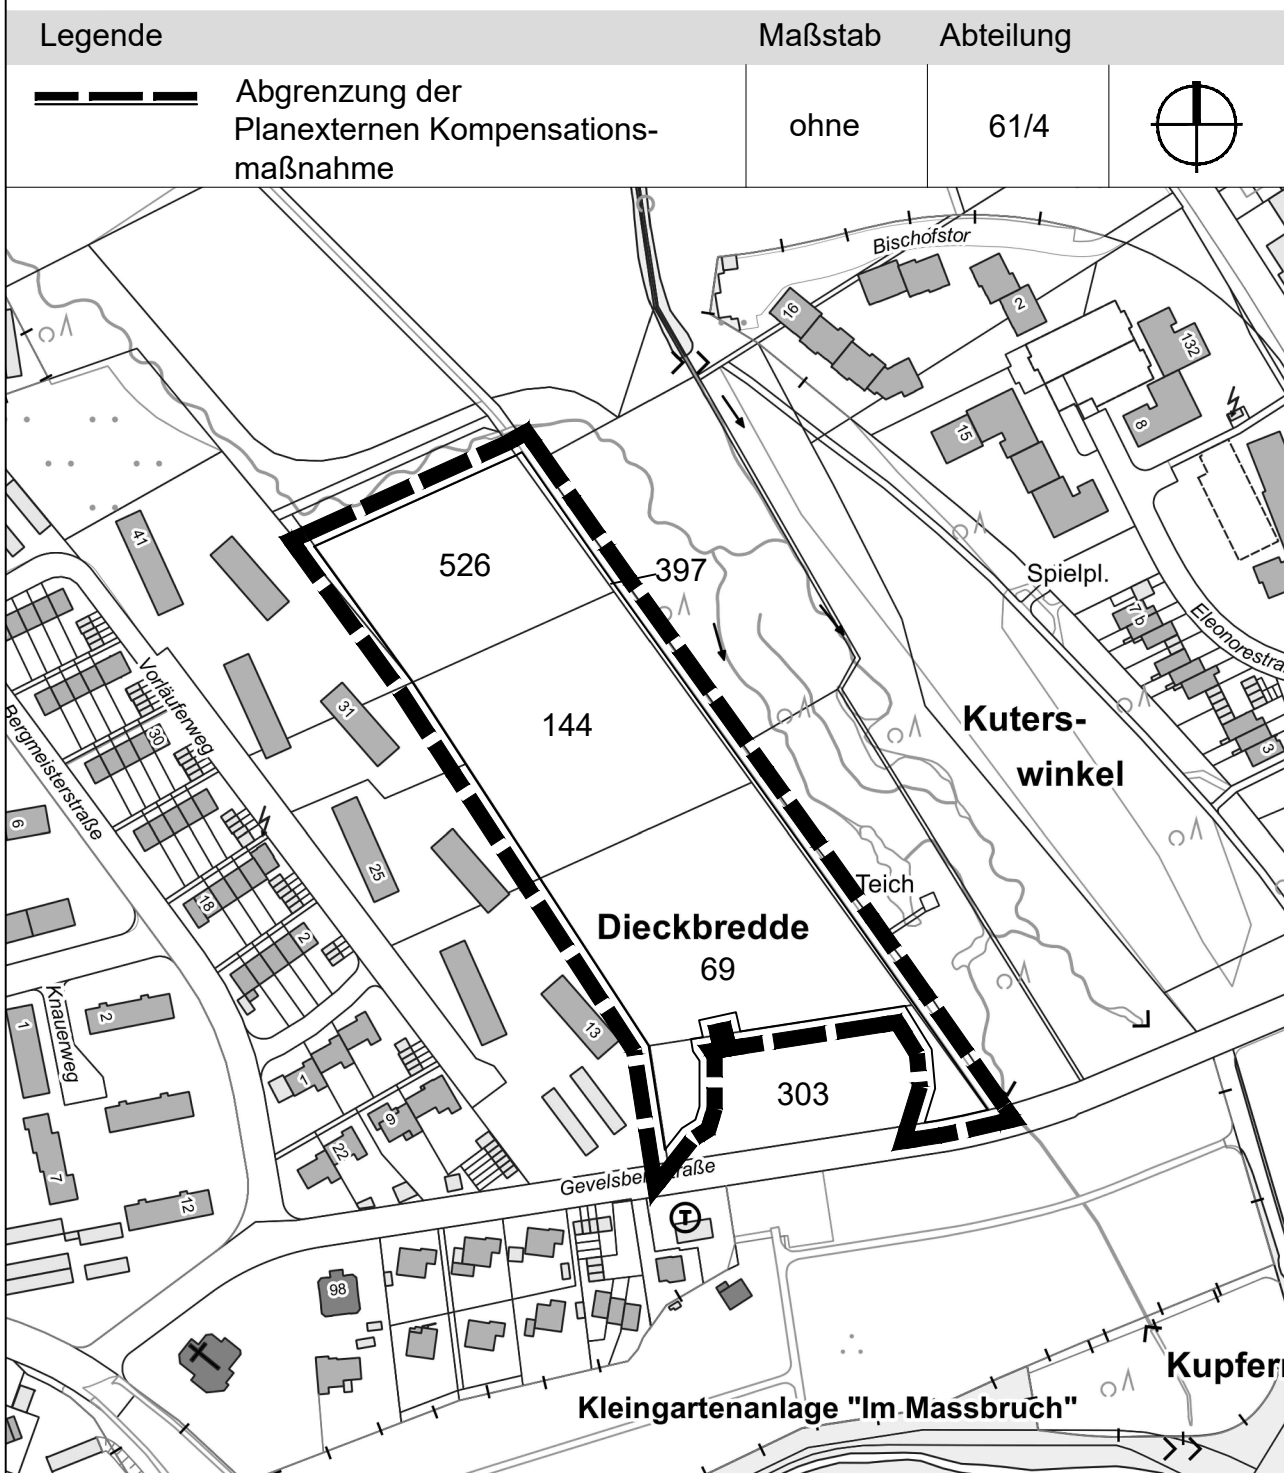 Legende
Maßstab
Abteilung
Abgrenzung der
Planexternen Kompensations-
maßnahme
ohne
61/4
Bischofstor
16
2
132
8
15
41
526
397
Spielpl.
7b
Eleonorestra
3
Vorläuferweg
Bergmeisterstraße
31
30
144
Kuters-
winkel
6
25
18
2
Teich
Dieckbredde
69
Knauerweg
1
2
13
1
9
22
303
7
12
Gevelsbe
raße
T
98
Kupfer
Kleingartenanlage "Im Massbruch"